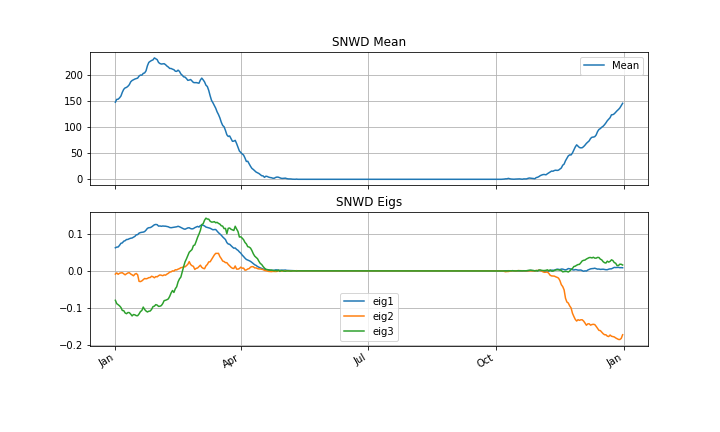 SNWD Mean
200
150
100
50
0
Mean
SNWD Eigs
0.1
0.0
−0.1
−0.2
eig1
eig2
eig3
Jan
Apr
Jul
Oct
Jan